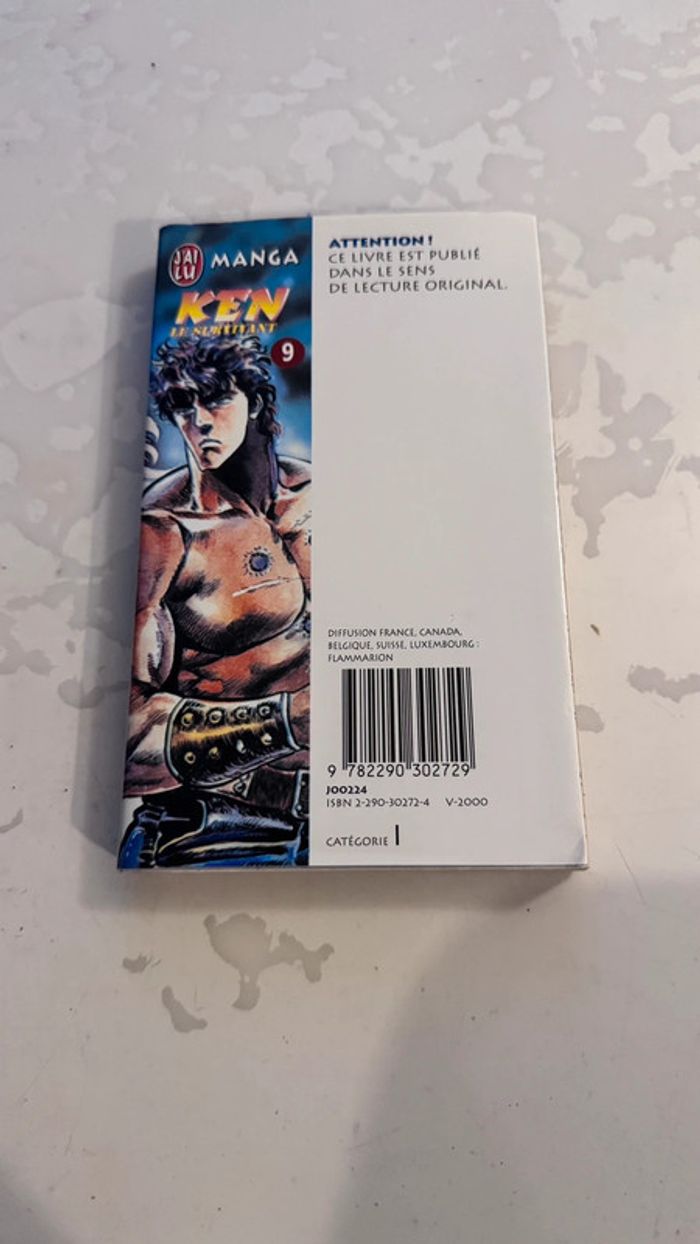 J'AI
LU
MANGA
KEN
LE SURVIVANT
9
ATTENTION !
CE LIVRE EST PUBLIÉ
DANS LE SENS
DE LECTURE ORIGINAL.
DIFFUSION FRANCE, CANADA,
BELGIQUE, SUISSE, LUXEMBOURG :
FLAMMARION
9 782290 302729
JOO224
ISBN 2-290-30272-4 V-2000
CATÉGORIE I